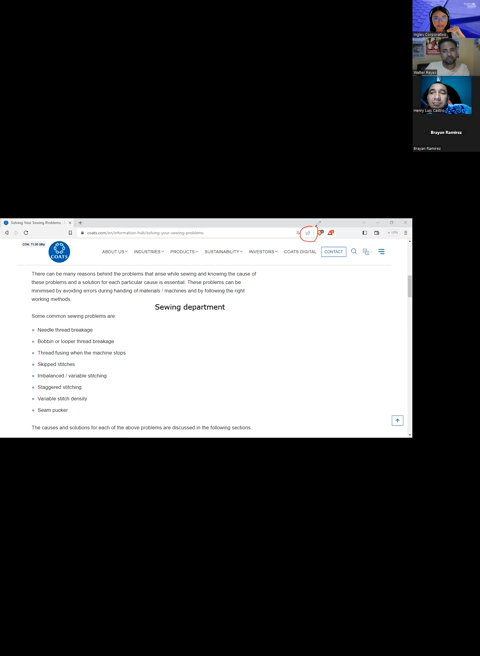 Ingles Corporation
Walter Reyes
Henry Luis Castro
Brayan Ramirez
Brayan Ramirez
Solving Your Sewing Problems
coats.com/en/information-hub/solving-your-sewing-problems
COATS
ABOUT US
INDUSTRIES
PRODUCTS
SUSTAINABILITY
INVESTORS
COATS DIGITAL
CONTACT
There can be many reasons behind the problems that arise while sewing and knowing the cause of
these problems and a solution for each particular cause is essential. These problems can be
minimised by avoiding errors during handing of materials / machines and by following the right
working methods.
Sewing department
Some common sewing problems are
Needle thread breakage
Bobbin or looper thread breakage
Thread fusing when the machine stops
Skipped stitches
Imbalanced / variable stitching
Staggered stitching
Variable stitch density
Seam pucker
The causes and solutions for each of the above problems are discussed in the following sections.